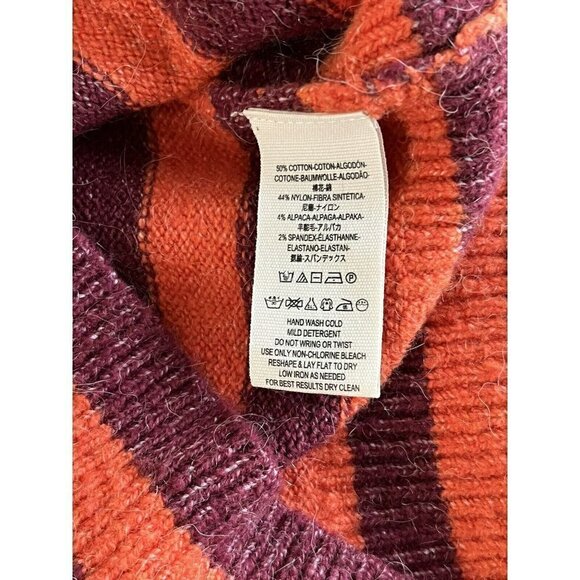 50% COTTON-COTON-ALGODÓN-
COTONE-BAUMWOLLE-ALGODÃO-
棉花-綿
44% NYLON-FIBRA SINTÉTICA-
尼龍-ナイロン
4% ALPACA-ALPAGA-ALPAKA-
羊駝毛-アルパカ
2% SPANDEX-ÉLASTHANNE-
ELASTANO-ELASTAN-
氨綸-スパンデックス
HAND WASH COLD
MILD DETERGENT
DO NOT WRING OR TWIST
USE ONLY NON-CHLORINE BLEACH
RESHAPE & LAY FLAT TO DRY
LOW IRON AS NEEDED
FOR BEST RESULTS DRY CLEAN